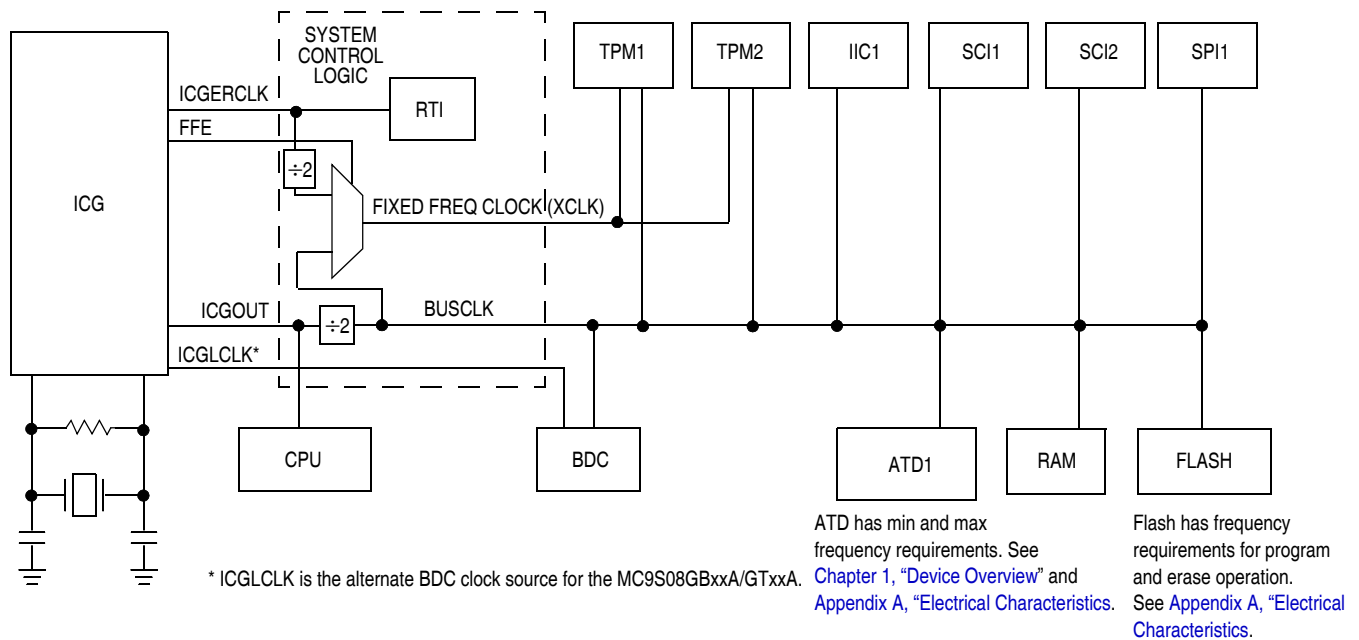 SYSTEM
CONTROL
LOGIC
TPM1
TPM2
IIC1
SCI1
SCI2
SPI1
ICGERCLK
RTI
FFE
÷2
ICG
FIXED FREQ CLOCK (XCLK)
ICGOUT
÷2
BUSCLK
ICGLCLK*
CPU
BDC
ATD1
RAM
FLASH
ATD has min and max
frequency requirements. See
Chapter 1, “Device Overview” and
Appendix A, “Electrical Characteristics.
Flash has frequency
requirements for program
and erase operation.
See Appendix A, “Electrical
Characteristics.
* ICGLCLK is the alternate BDC clock source for the MC9S08GBxxA/GTxxA.